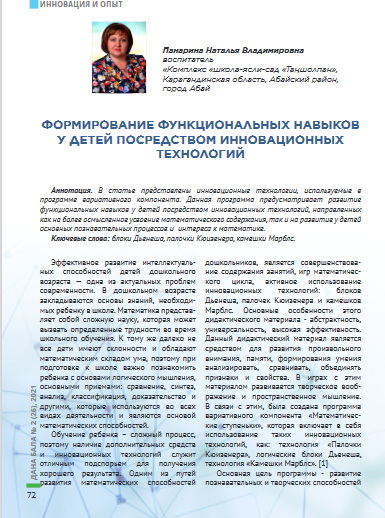 ИННОВАЦИЯ И ОПЫТ
Панарина Наталья Владимировна
воспитатель
«Комплекс «школа-ясли-сад «Таншолпан»,
Карагандинская область, Абайский район,
город Абай
ФОРМИРОВАНИЕ ФУНКЦИОНАЛЬНЫХ НАВЫКОВ
У ДЕТЕЙ ПОСРЕДСТВОМ ИННОВАЦИОННЫХ
ТЕХНОЛОГИЙ
Аннотация. В статье представлены инновационные технологии, используемые в
программе вариативного компонента. Данная программа предусматривает развитие
функциональных навыков у детей посредством инновационных технологий, направленных
как на более осмысленное усвоение математического содержания, так и на развитие у детей
основных познавательных процессов и интереса к математике.
Ключевые слова: блоки Дьенеша, палочки Кюизенера, камешки Марблс.
Эффективное развитие интеллектуаль-
ных способностей детей дошкольного
возраста — одна из актуальных проблем
современности. В дошкольном возрасте
закладываются основы знаний, необходи-
мых ребенку в школе. Математика представ-
ляет собой сложную науку, которая может
вызвать определенные трудности во время
школьного обучения. К тому же далеко не
все дети имеют склонности и обладают
математическим складом ума, поэтому при
подготовке к школе важно познакомить
ребенка с основами логического мышления,
основными приемами: сравнение, синтез,
анализ, классификация, доказательство и
другими, которые используются во всех
видах деятельности и являются основой
математических способностей.
Обучение ребенка – сложный процесс,
поэтому наличие дополнительных средств
и инновационных технологий служит
отличным подспорьем для получения
хорошего результата. Одним из путей
развития математических способностей
дошкольников, является совершенствова-
ние содержания занятий, игр математичес-
кого цикла, активное использование
инновационных технологий: блоков
Дьенеша, палочек Кюизенера и камешков
Марблс. Основные особенности этого
дидактического материала - абстрактность,
универсальность, высокая эффективность.
Данный дидактический материал является
средством для развития произвольного
внимания, памяти, формирования умения
анализировать, сравнивать, объединять
признаки и свойства. В играх с этим
материалом развивается творческое вооб-
ражение и пространственное мышление.
В связи с этим, была создана программа
вариативного компонента «Математичес-
кие ступеньки», которая включает в себя
использование таких инновационных
технологий, как: технология «Палочки
Кюизенера», логические блоки Дьенеша,
технология «Камешки Марблс». [1]
Основная цель программы - развитие
познавательных и творческих способностей
ДАНА БАЛА № 2 (26), 2021
72